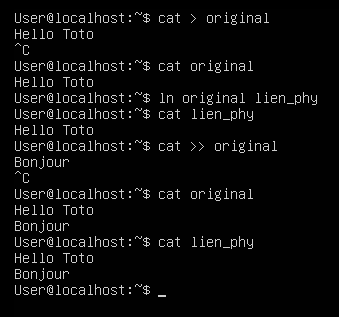 User@localhost:~$ cat > original
Hello Toto
^C
User@localhost:~$ cat original
Hello Toto
User@localhost:~$ ln original lien_phy
User@localhost:~$ cat lien_phy
Hello Toto
User@localhost:~$ cat >> original
Bonjour
^C
User@localhost:~$ cat original
Hello Toto
Bonjour
User@localhost:~$ cat lien_phy
Hello Toto
Bonjour
User@localhost:~$ _